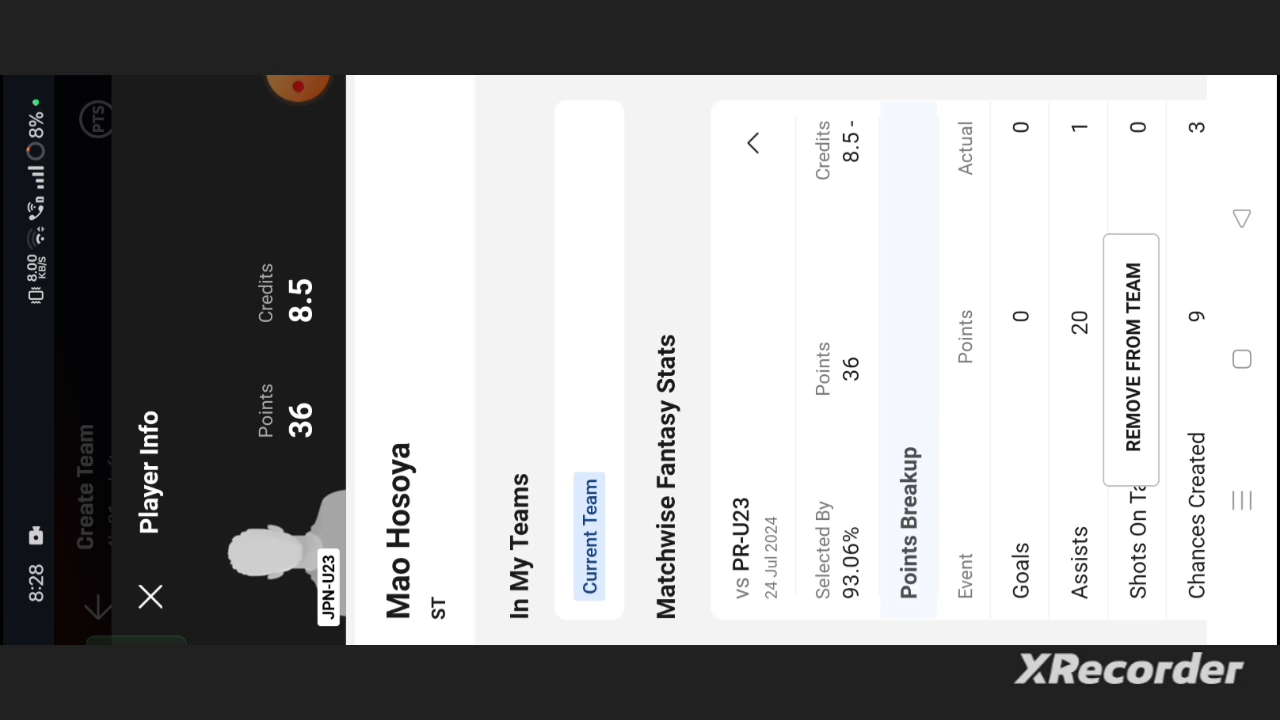 8:28
8.00
KB/S
8%
Create Team
PTS
Player Info
JPN-U23
Points
Credits
36
8.5
Mao Hosoya
ST
In My Teams
Current Team
Matchwise Fantasy Stats
vs PR-U23
24 Jul 2024
Selected By
Points
Credits
93.06%
36
8.5 -
Points Breakup
Event
Points
Actual
Goals
0
0
Assists
20
1
Shots On
0
REMOVE FROM TEAM
Chances Created
9
3
XRecorder